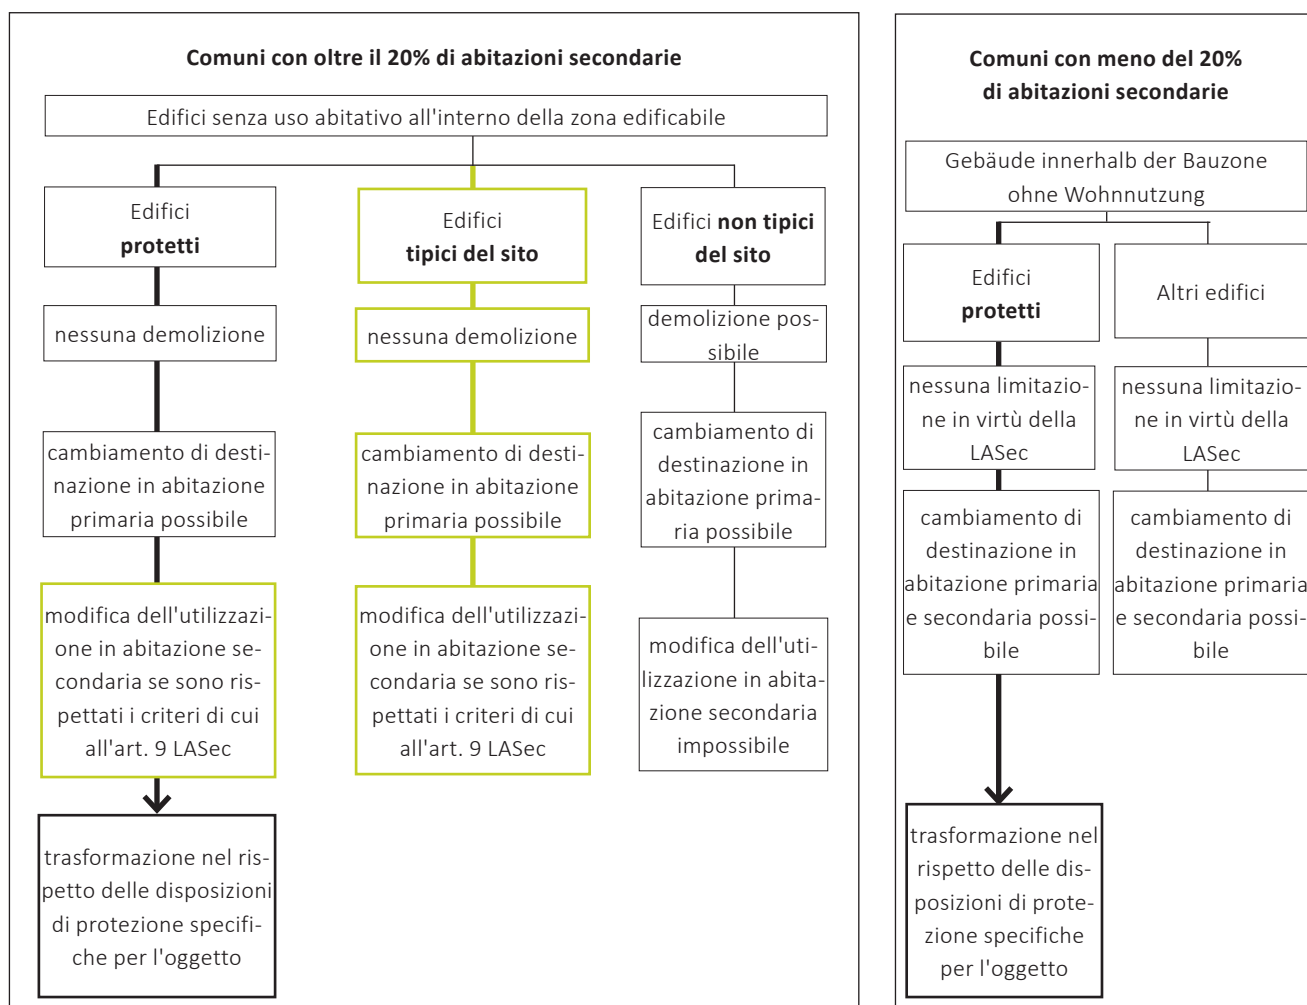 Comuni con oltre il 20% di abitazioni secondarie
Edifici senza uso abitativo all'interno della zona edificabile
Edifici
protetti
nessuna demolizione
cambiamento di desti-
nazione in abitazione
primaria possibile
modifica dell'utilizzazi-
one in abitazione se-
condaria se sono ris-
pettati i criteri di cui
all'art. 9 LASec
trasformazione nel ris-
petto delle disposizioni
di protezione specifi-
che per l'oggetto
Edifici
tipici del sito
nessuna demolizione
cambiamento di desti-
nazione in abitazione
primaria possibile
modifica dell'utilizzazi-
one in abitazione se-
condaria se sono ris-
pettati i criteri di cui
all'art. 9 LASec
Edifici non tipici
del sito
demolizione pos-
sibile
cambiamento di
destinazione in
abitazione prima-
ria possibile
modifica dell'uti-
lizzazione in abita-
zione secondaria
impossibile
Comuni con meno del 20%
di abitazioni secondarie
Gebäude innerhalb der Bauzone
ohne Wohnnutzung
Edifici
protetti
nessuna limitazio-
ne in virtù della
LASec
cambiamento di
destinazione in
abitazione primaria
e secondaria possi-
bile
trasformazione nel
rispetto delle dis-
posizioni di prote-
zione specifiche
per l'oggetto
Altri edifici
nessuna limitazio-
ne in virtù della
LASec
cambiamento di
destinazione in
abitazione primaria
e secondaria possi-
bile